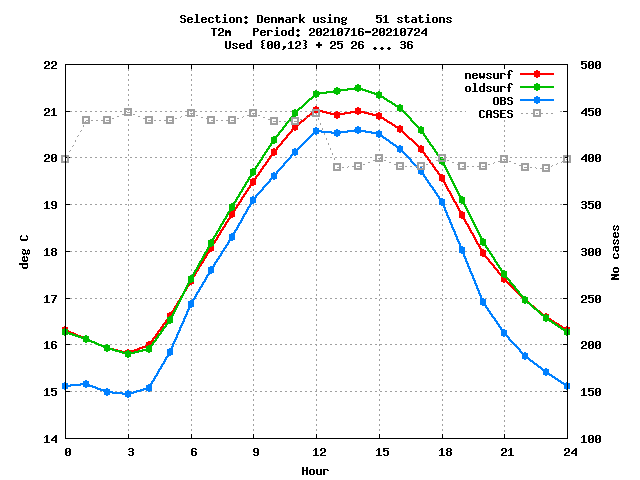 Selection: Denmark using    51 stations
T2m   Period: 20210716-20210724
Used {00,12} + 25 26 ... 36
22 500
newsurf
oldsurf
OBS
CASES
21 450
20 400
19 350
18 300
17 250
16 200
15 150
14 100
deg C
No cases
0 3 6 9 12 15 18 21 24
Hour